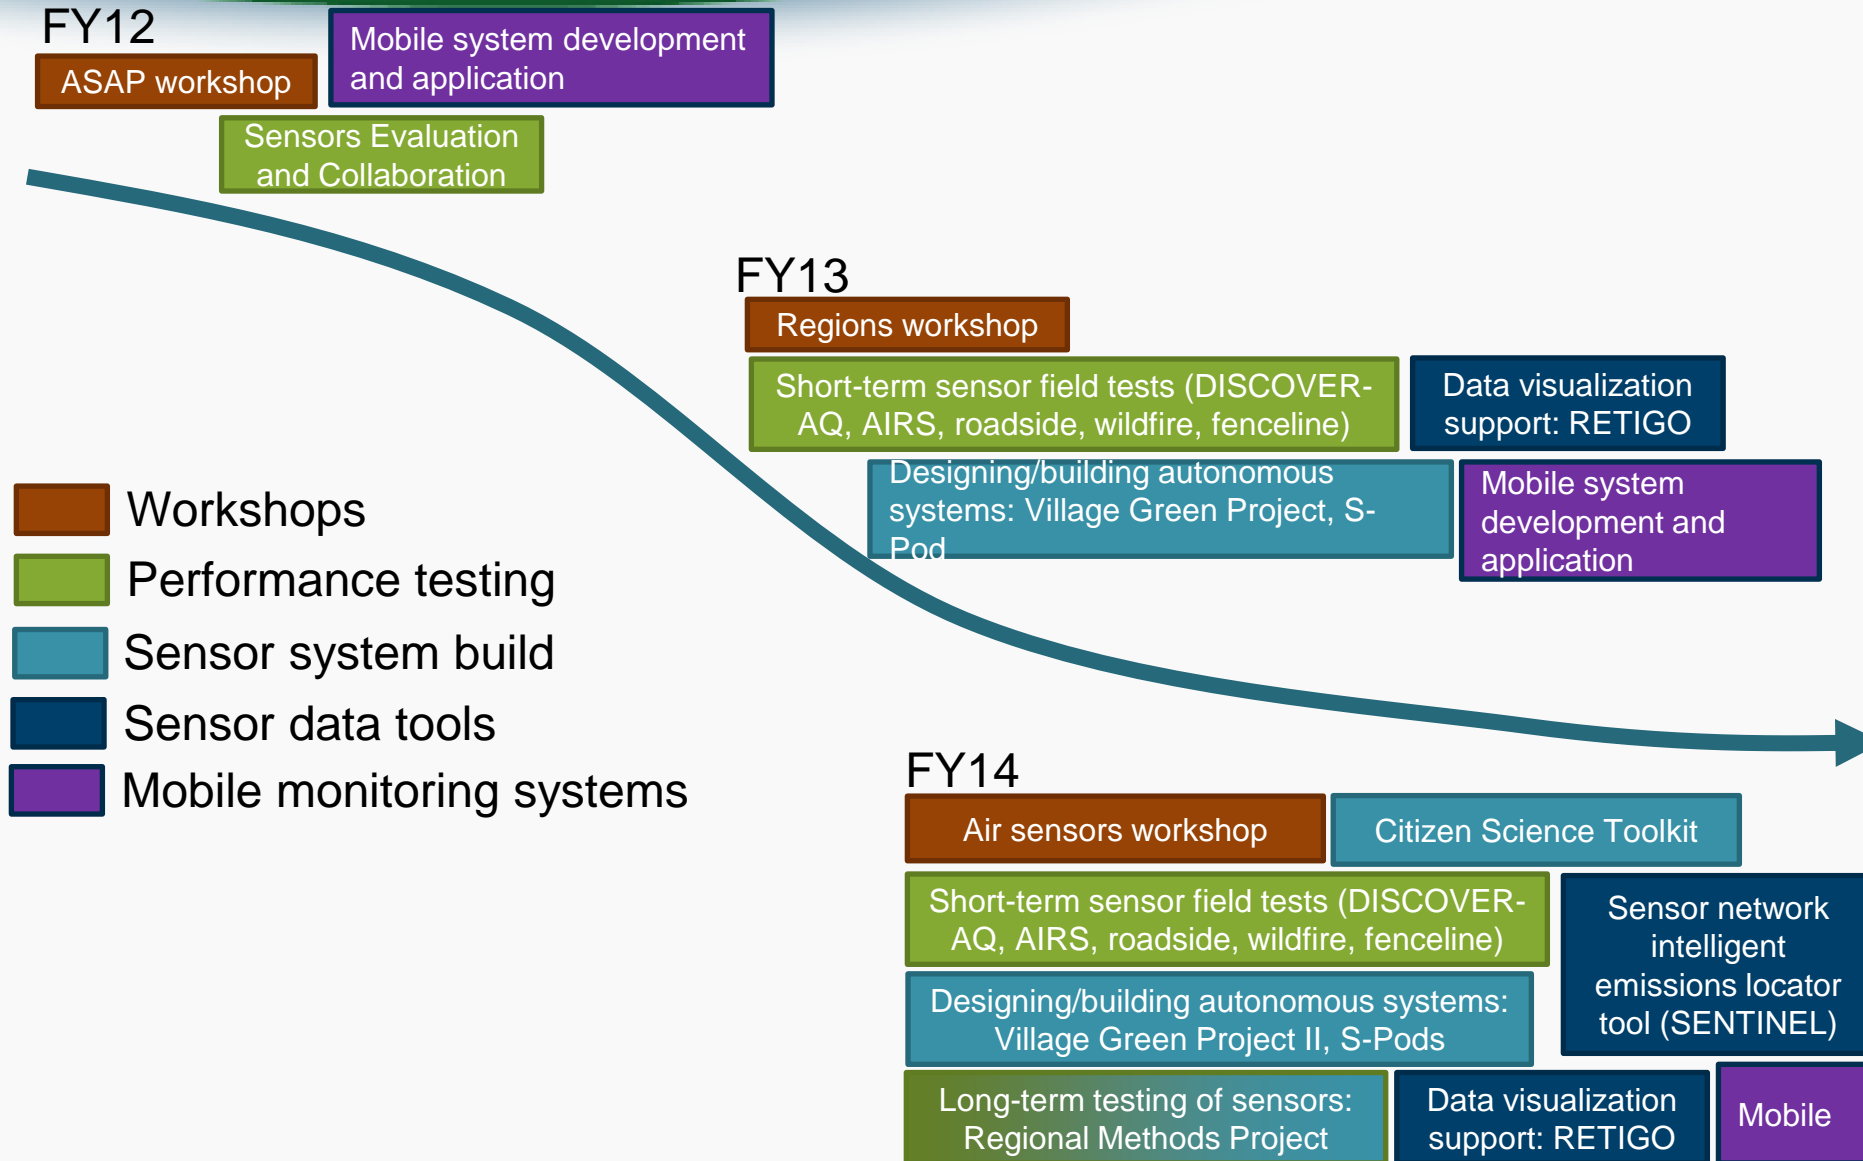 FY12
ASAP workshop
Mobile system development
and application
Sensors Evaluation
and Collaboration
FY13
Regions workshop
Short-term sensor field tests (DISCOVER-
AQ, AIRS, roadside, wildfire, fenceline)
Data visualization
support: RETIGO
Designing/building autonomous
systems: Village Green Project, S-
Pod
Mobile system
development and
application
Workshops
Performance testing
Sensor system build
Sensor data tools
Mobile monitoring systems
FY14
Air sensors workshop
Citizen Science Toolkit
Short-term sensor field tests (DISCOVER-
AQ, AIRS, roadside, wildfire, fenceline)
Sensor network
intelligent
emissions locator
tool (SENTINEL)
Designing/building autonomous systems:
Village Green Project II, S-Pods
Long-term testing of sensors:
Regional Methods Project
Data visualization
support: RETIGO
Mobile